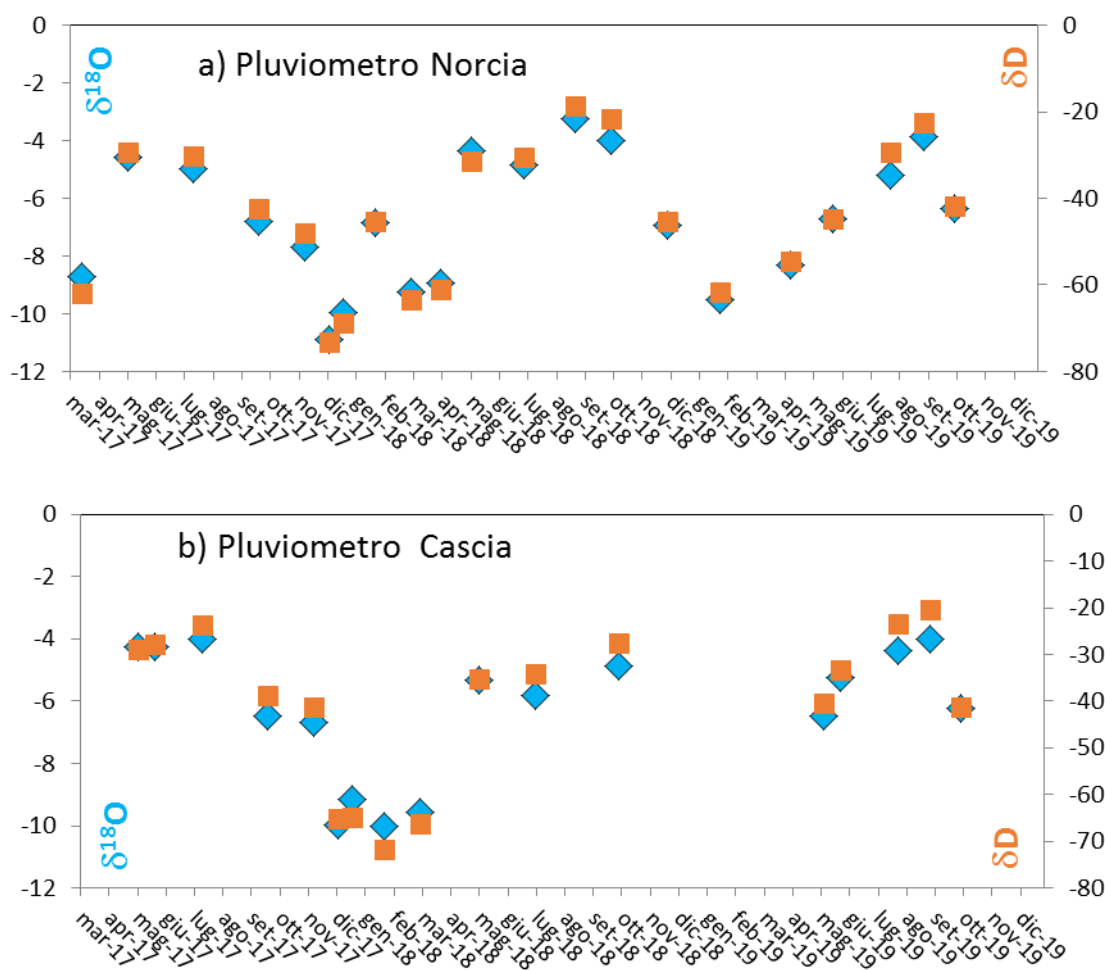 a) Pluviometro Norcia
δ18O
δD
0
-2
-4
-6
-8
-10
-12
0
-20
-40
-60
-80
mar-17
apr-17
mag-17
giu-17
lug-17
ago-17
set-17
ott-17
nov-17
dic-17
gen-18
feb-18
mar-18
apr-18
mag-18
giu-18
lug-18
ago-18
set-18
ott-18
nov-18
dic-18
gen-19
feb-19
mar-19
apr-19
mag-19
giu-19
lug-19
ago-19
set-19
ott-19
nov-19
dic-19
b) Pluviometro Cascia
δ18O
δD
0
-2
-4
-6
-8
-10
-12
0
-10
-20
-30
-40
-50
-60
-70
-80
mar-17
apr-17
mag-17
giu-17
lug-17
ago-17
set-17
ott-17
nov-17
dic-17
gen-18
feb-18
mar-18
apr-18
mag-18
giu-18
lug-18
ago-18
set-18
ott-18
nov-18
dic-18
gen-19
feb-19
mar-19
apr-19
mag-19
giu-19
lug-19
ago-19
set-19
ott-19
nov-19
dic-19